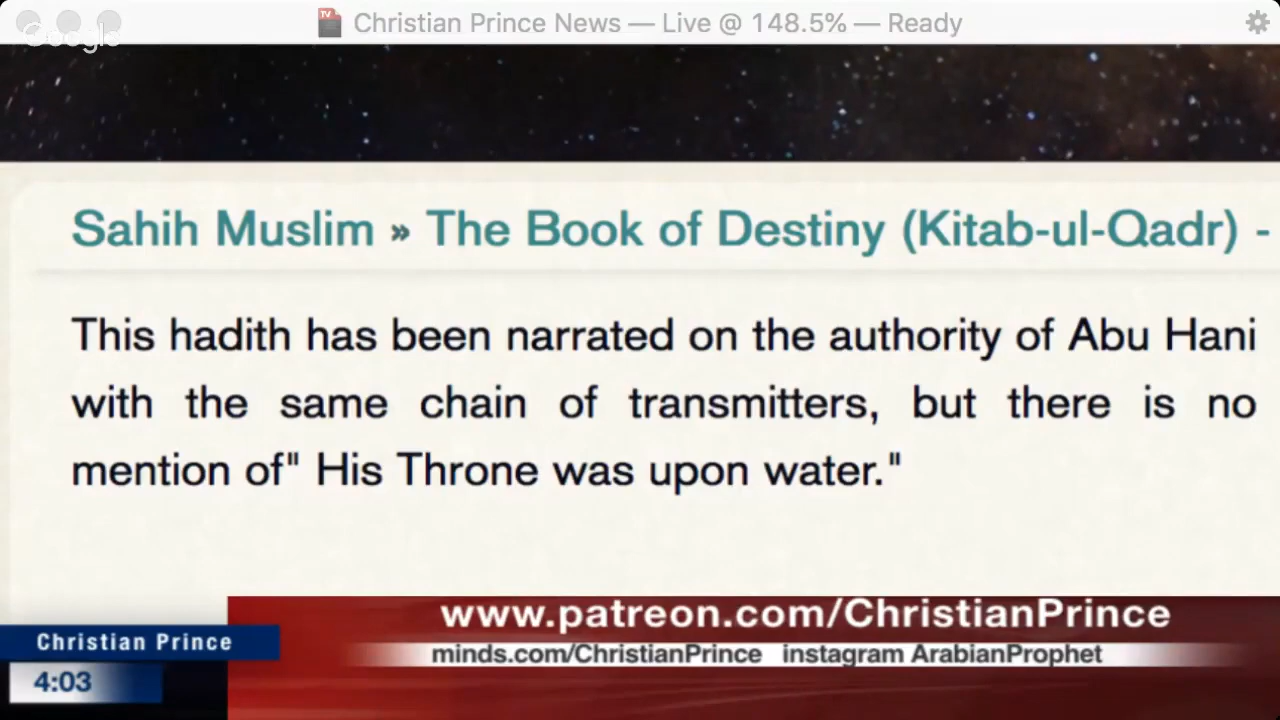 Christian Prince News — Live @ 148.5% — Ready
Google
Sahih Muslim » The Book of Destiny (Kitab-ul-Qadr) -
This hadith has been narrated on the authority of Abu Hani
with the same chain of transmitters, but there is no
mention of" His Throne was upon water."
www.patreon.com/ChristianPrince
Christian Prince
minds.com/ChristianPrince instagram ArabianProphet
4:03